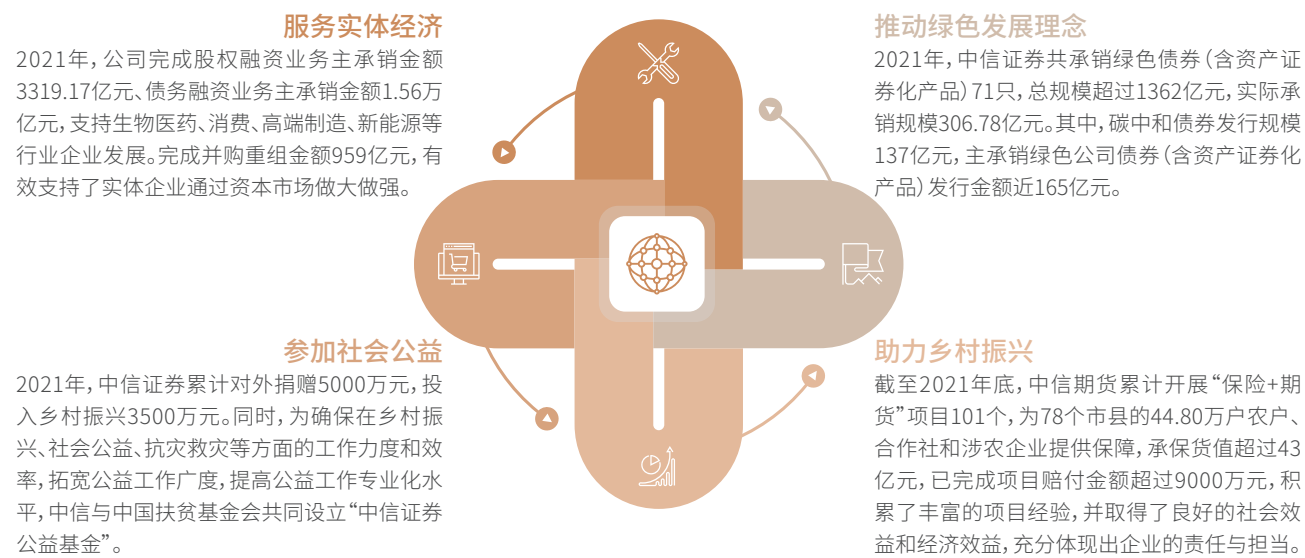 服务实体经济
2021年，公司完成股权融资业务主承销金额
3319.17亿元、债务融资业务主承销金额1.56万
亿元，支持生物医药、消费、高端制造、新能源等
行业企业发展。完成并购重组金额959亿元，有
效支持了实体企业通过资本市场做大做强。
推动绿色发展理念
2021年，中信证券共承销绿色债券（含资产证
券化产品）71只，总规模超过1362亿元，实际承
销规模306.78亿元。其中，碳中和债券发行规模
137亿元，主承销绿色公司债券（含资产证券化
产品）发行金额近165亿元。
参加社会公益
2021年，中信证券累计对外捐赠5000万元，投
入乡村振兴3500万元。同时，为确保在乡村振
兴、社会公益、抗灾救灾等方面的工作力度和效
率，拓宽公益工作广度，提高公益工作专业化水
平，中信与中国扶贫基金会共同设立“中信证券
公益基金”。
助力乡村振兴
截至2021年底，中信期货累计开展“保险+期
货”项目101个，为78个市县的44.80万户农户、
合作社和涉农企业提供保障，承保货值超过43
亿元，已完成项目赔付金额超过9000万元，积
累了丰富的项目经验，并取得了良好的社会效
益和经济效益，充分体现出企业的责任与担当。